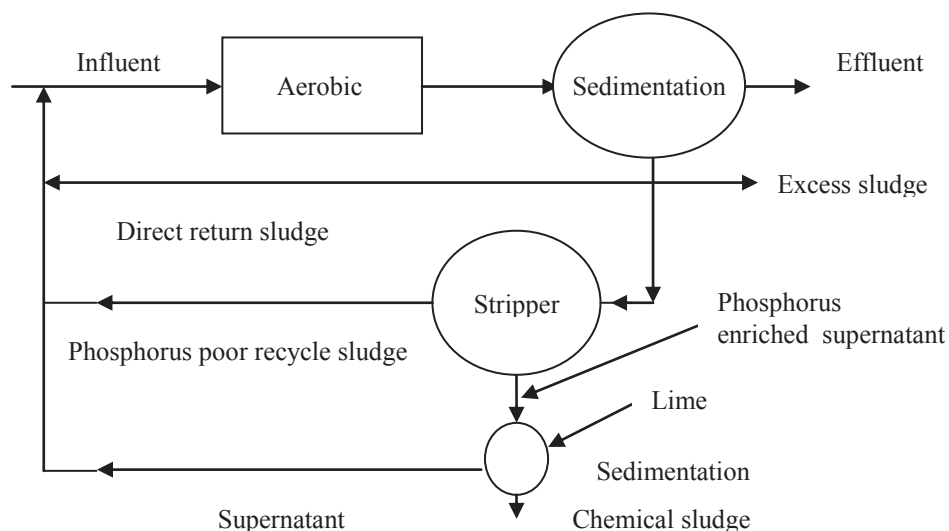 Influent
Effluent
Aerobic
Sedimentation
Excess sludge
Direct return sludge
Stripper
Phosphorus
enriched supernatant
Phosphorus poor recycle sludge
Lime
Sedimentation
Supernatant
Chemical sludge